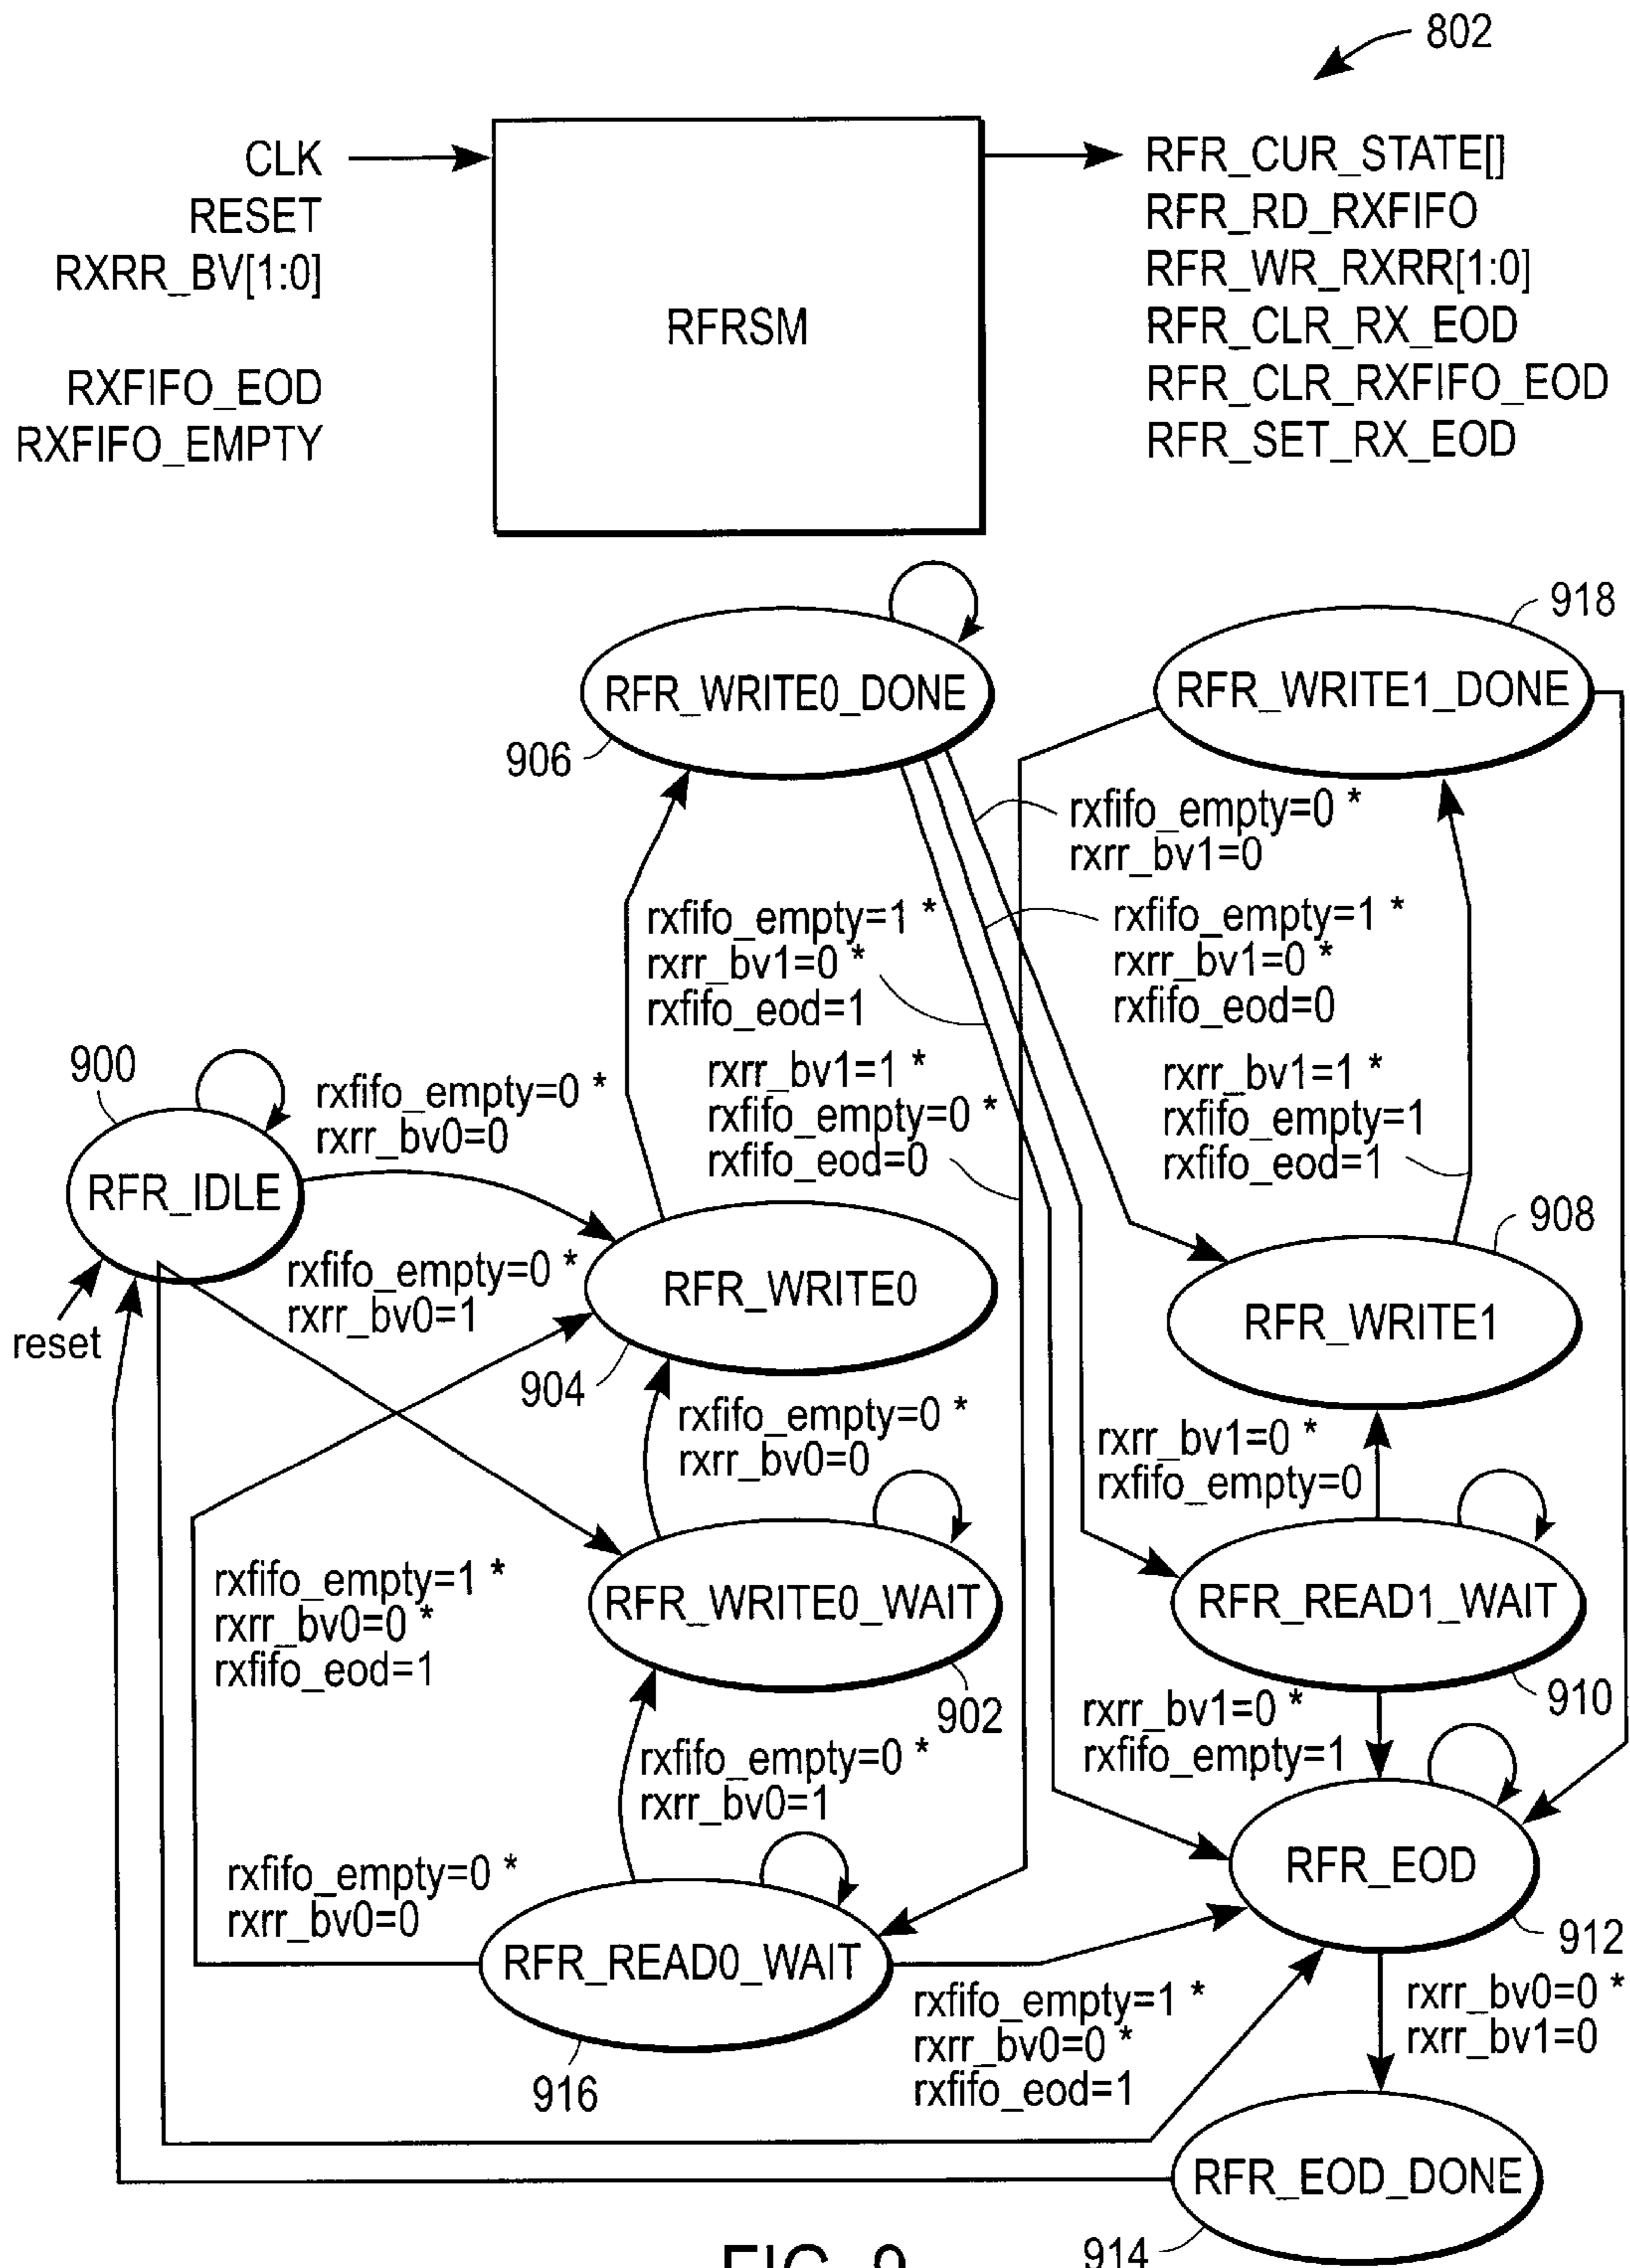 802
CLK
RESET
RXRR_BV[1:0]
RXFIFO_EOD
RXFIFO_EMPTY
RFRSM
RFR_CUR_STATE[]
RFR_RD_RXFIFO
RFR_WR_RXRR[1:0]
RFR_CLR_RX_EOD
RFR_CLR_RXFIFO_EOD
RFR_SET_RX_EOD
RFR_WRITE0_DONE
906
918
RFR_WRITE1_DONE
rxfifo_empty=0 *
rxrr_bv1=0
rxfifo_empty=1 *
rxrr_bv1=0 *
rxfifo_eod=1
rxfifo_empty=1 *
rxrr_bv1=0 *
rxfifo_eod=0
900
rxfifo_empty=0 *
rxrr_bv0=0
rxrr_bv1=1 *
rxfifo_empty=0 *
rxfifo_eod=0
rxrr_bv1=1 *
rxfifo_empty=1
rxfifo_eod=1
RFR_IDLE
908
rxfifo_empty=0 *
rxrr_bv0=1
reset
RFR_WRITE0
904
RFR_WRITE1
rxfifo_empty=0 *
rxrr_bv0=0
rxrr_bv1=0 *
rxfifo_empty=0
rxfifo_empty=1 *
rxrr_bv0=0 *
rxfifo_eod=1
RFR_WRITE0_WAIT
902
RFR_READ1_WAIT
910
rxrr_bv1=0 *
rxfifo_empty=1
rxfifo_empty=0 *
rxrr_bv0=1
rxfifo_empty=0 *
rxrr_bv0=0
RFR_READ0_WAIT
916
RFR_EOD
912
rxfifo_empty=1 *
rxrr_bv0=0 *
rxfifo_eod=1
rxrr_bv0=0 *
rxrr_bv1=0
RFR_EOD_DONE
914
FIG. 9